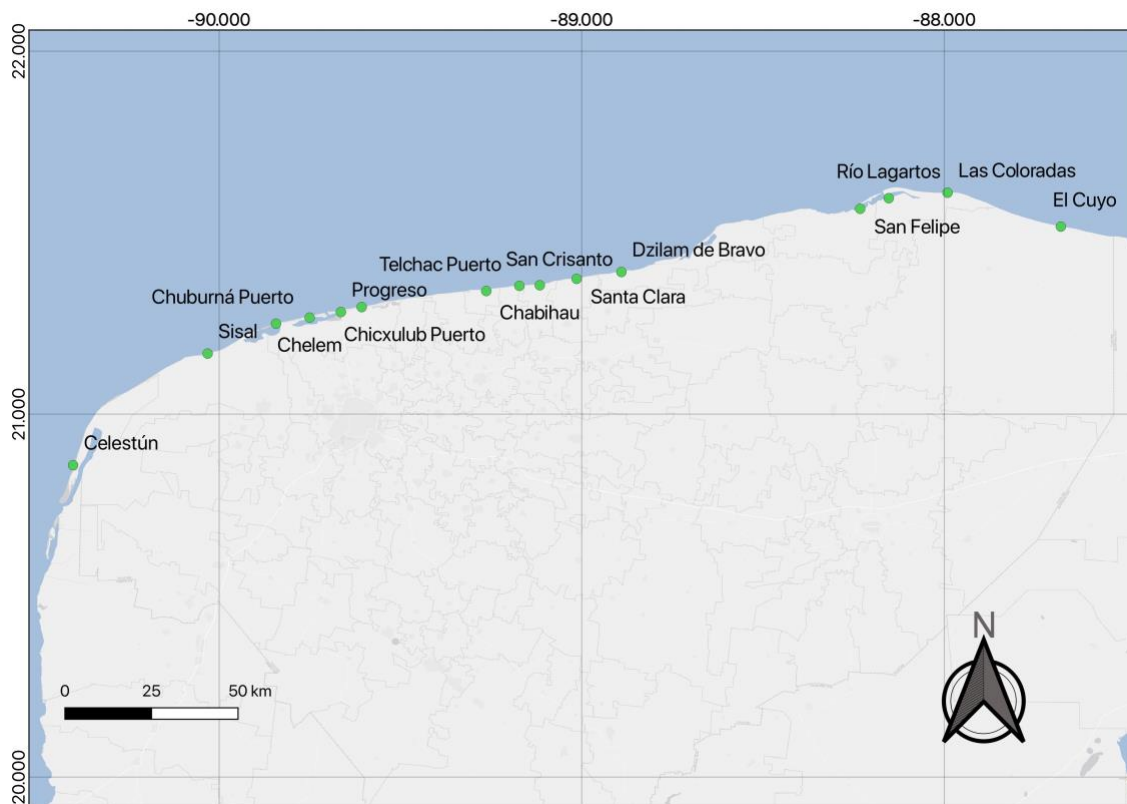 -90.000
-89.000
-88.000
22.000
Río Lagartos
Las Coloradas
El Cuyo
San Felipe
Dzilam de Bravo
San Crisanto
Telchac Puerto
Santa Clara
Chabihau
Progreso
Chuburná Puerto
Sisal
Chelem
Chicxulub Puerto
21.000
Celestún
N
0
25
50 km
20.000